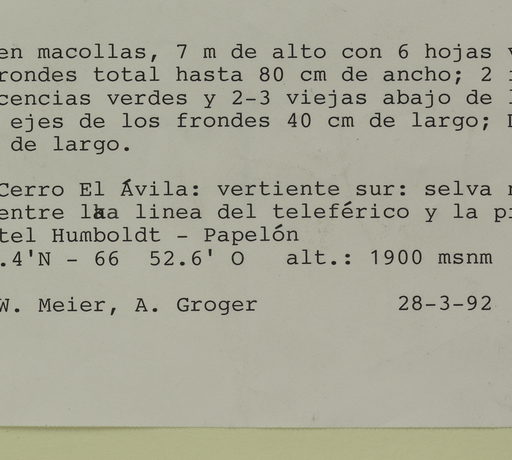 en macollas, 7 m de alto con 6 hojas
rondes total hasta 80 cm de ancho; 2
cencias verdes y 2-3 viejas abajo de
ejes de los frondes 40 cm de largo;
de largo.
Cerro El Ávila: vertiente sur: selva
entre la linea del teleférico y la
tel Humboldt - Papelón
.4'N - 66 52.6' O alt.: 1900 msnm
W. Meier, A. Groger 28-3-92